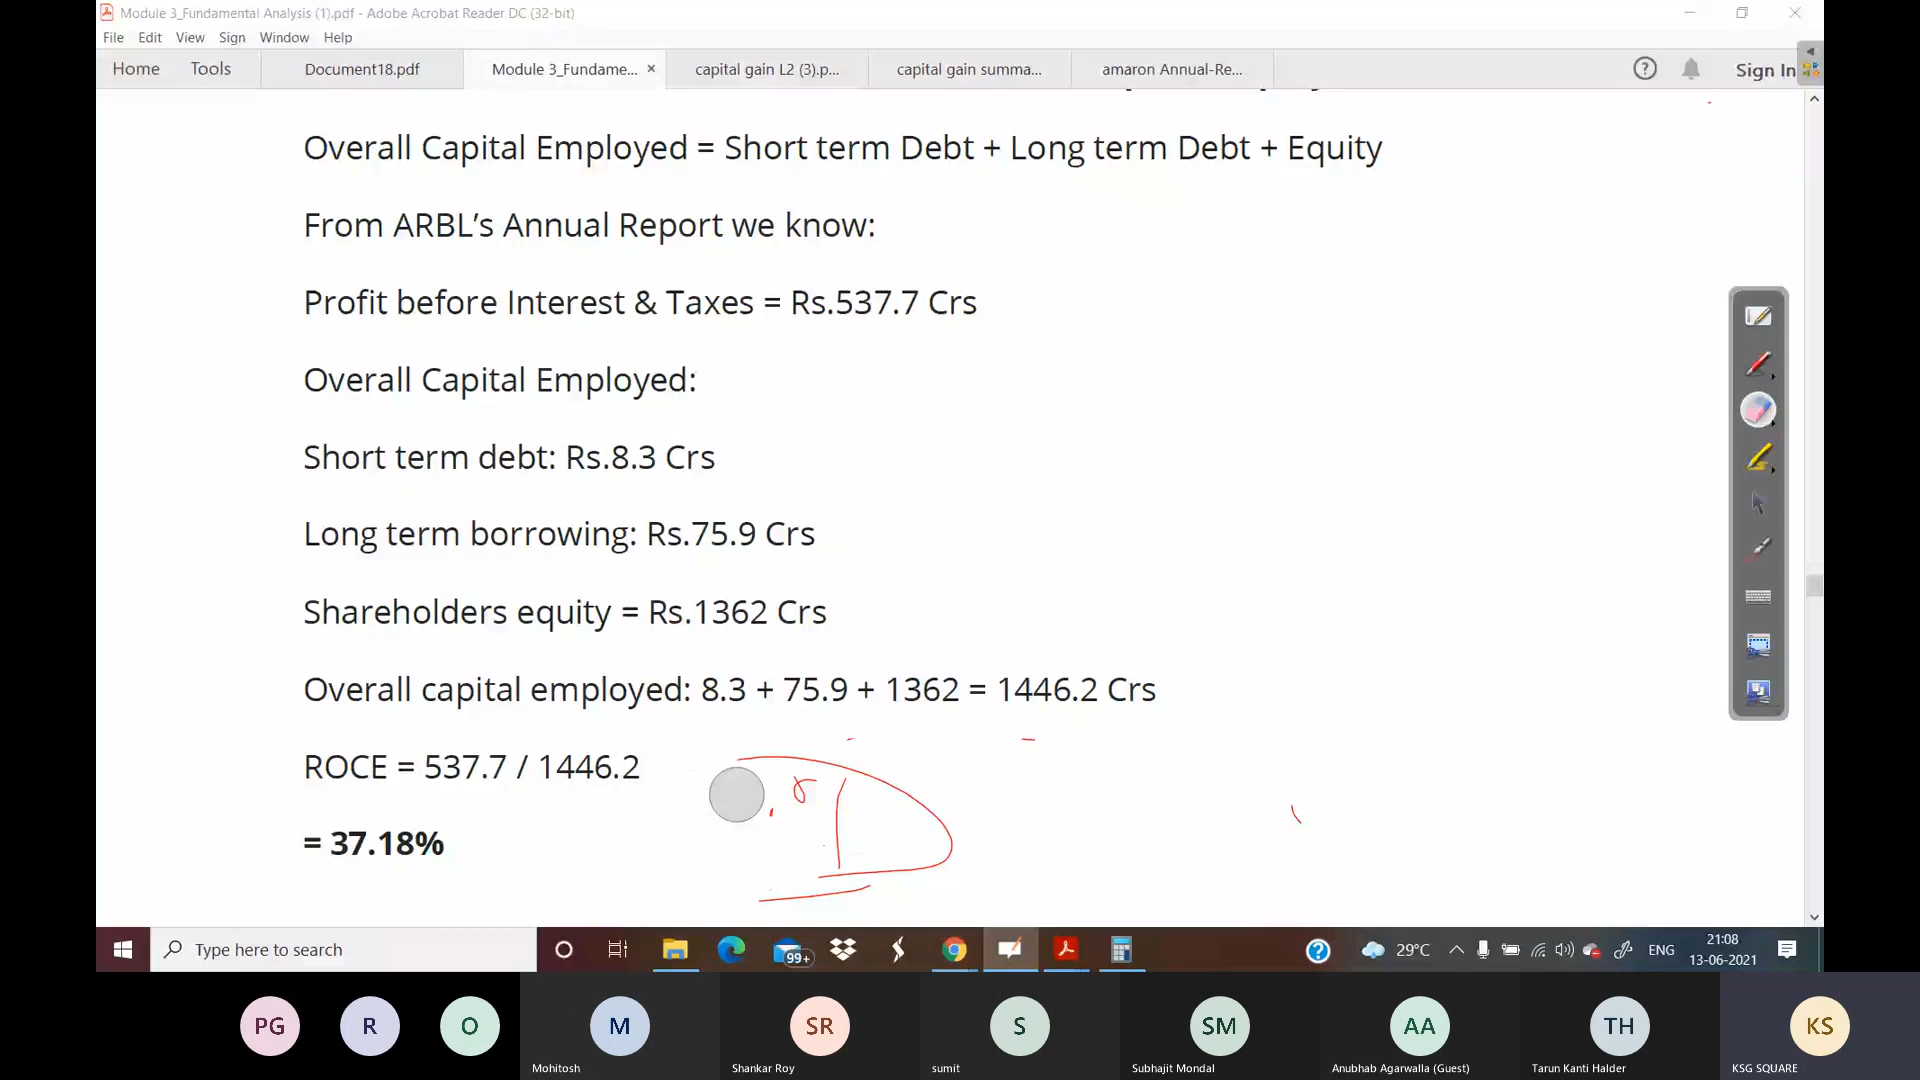 Module 3_Fundamental Analysis (1).pdf - Adobe Acrobat Reader DC (32-bit)
File Edit View Sign Window Help
Home Tools Document18.pdf Module 3_Fundame... × capital gain L2 (3).p... capital gain summa... amaron Annual-Re... Sign In
Overall Capital Employed = Short term Debt + Long term Debt + Equity
From ARBL’s Annual Report we know:
Profit before Interest & Taxes = Rs.537.7 Crs
Overall Capital Employed:
Short term debt: Rs.8.3 Crs
Long term borrowing: Rs.75.9 Crs
Shareholders equity = Rs.1362 Crs
Overall capital employed: 8.3 + 75.9 + 1362 = 1446.2 Crs
ROCE = 537.7 / 1446.2
= 37.18%
Type here to search 99+ 29°C ENG 21:08
13-06-2021
PG R O M SR S SM AA TH KS
Mohitosh Shankar Roy sumit Subhajit Mondal Anubhab Agarwalla (Guest) Tarun Kanti Halder KSG SQUARE